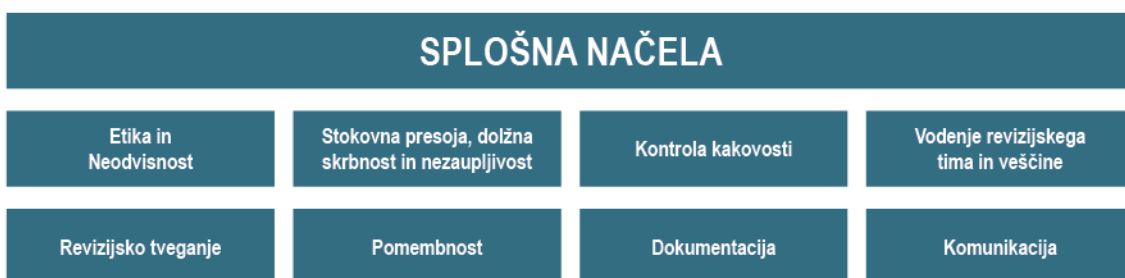 SPLOŠNA NAČELA
Etika in
Neodvisnost
Stokovna presoja, dolžna
skrbnost in nezaupljivost
Kontrola kakovosti
Vodenje revizijskega
tima in veščine
Revizijsko tveganje
Pomembnost
Dokumentacija
Komunikacija